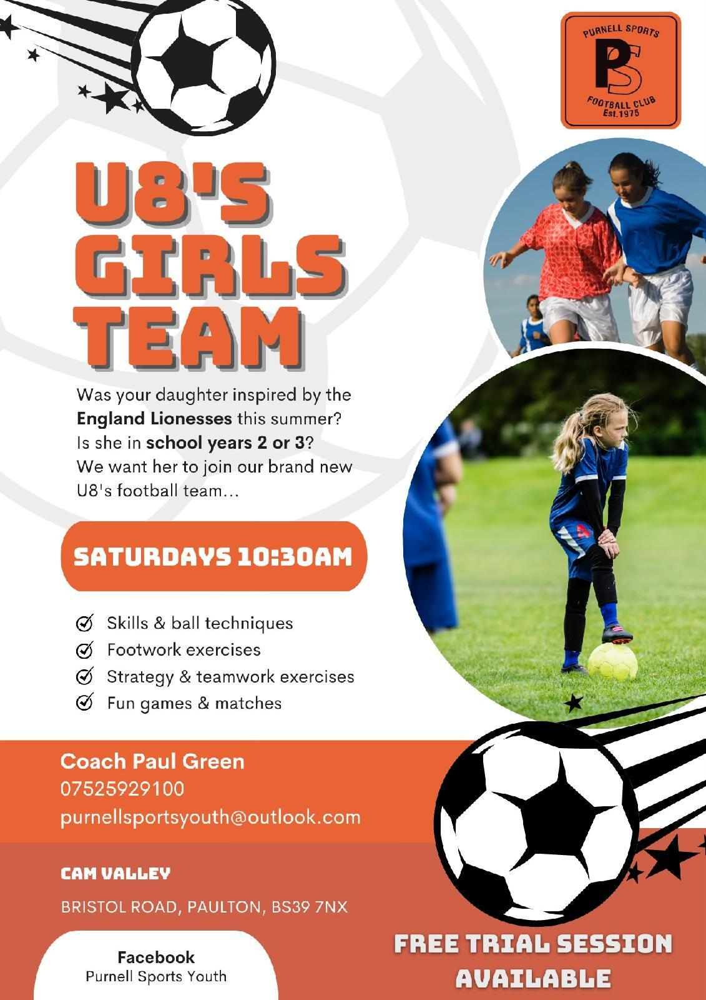 PURNELL SPORTS
PS
FOOTBALL CLUB
Est.1975
U8'S
GIRLS
TEAM
Was your daughter inspired by the
England Lionesses this summer?
Is she in school years 2 or 3?
We want her to join our brand new
U8's football team...
SATURDAYS 10:30AM
Skills & ball techniques
Footwork exercises
Strategy & teamwork exercises
Fun games & matches
Coach Paul Green
07525929100
purnellsportsyouth@outlook.com
CAM VALLEY
BRISTOL ROAD, PAULTON, BS39 7NX
Facebook
Purnell Sports Youth
FREE TRIAL SESSION
AVAILABLE